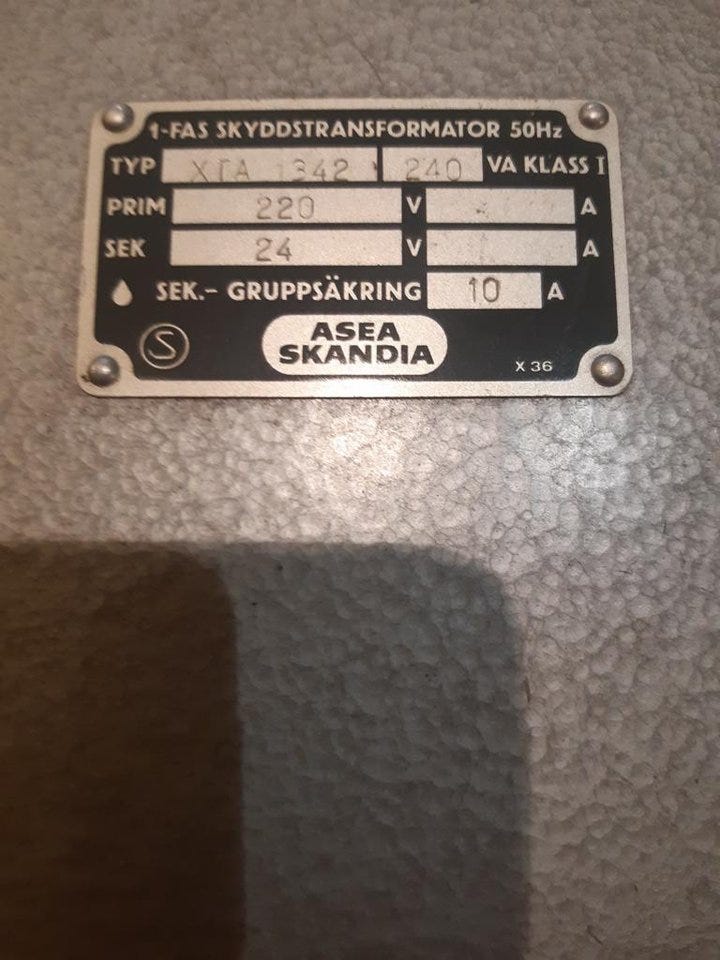 1-FAS SKYDDSTRANSFORMATOR 50Hz
TYP XTA 1342 240 VA KLASS I
PRIM 220 V A
SEK 24 V A
SEK.- GRUPPSÄKRING 10 A
S ASEA
SKANDIA
X 36